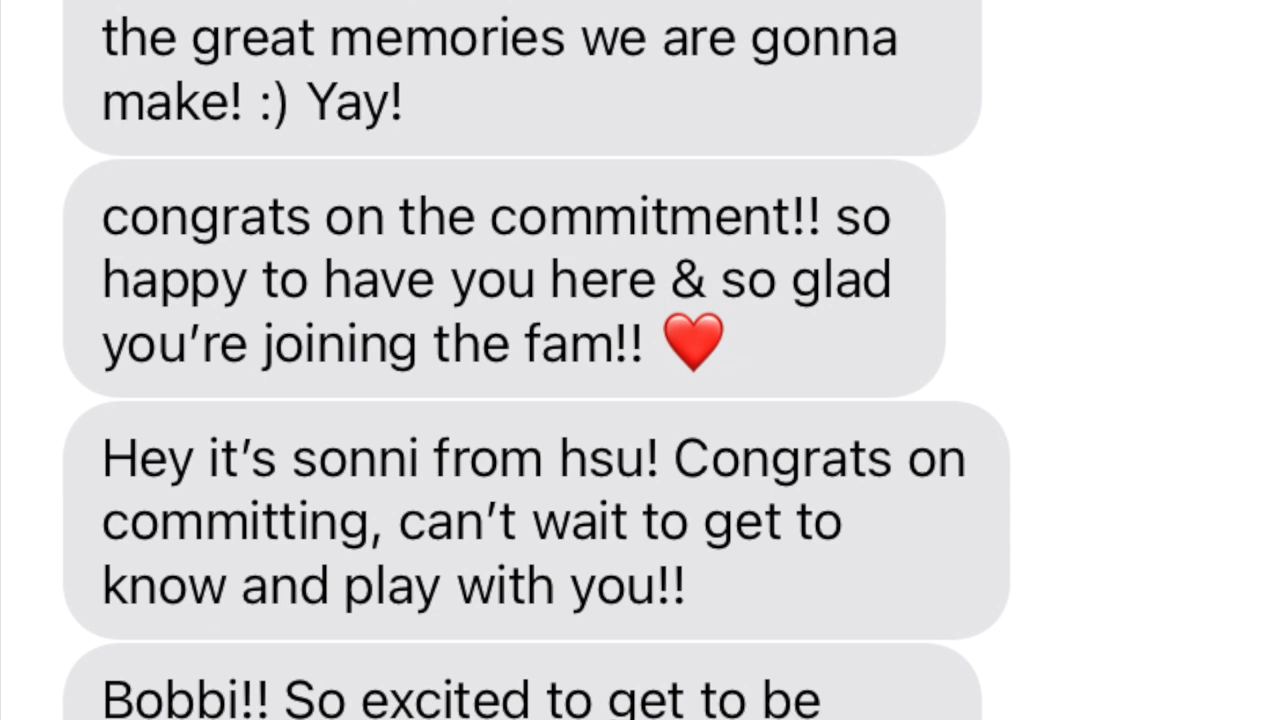 the great memories we are gonna
make! :) Yay!
congrats on the commitment!! so
happy to have you here & so glad
you’re joining the fam!! ❤️
Hey it’s sonni from hsu! Congrats on
committing, can’t wait to get to
know and play with you!!
Bobbi!! So excited to get to be